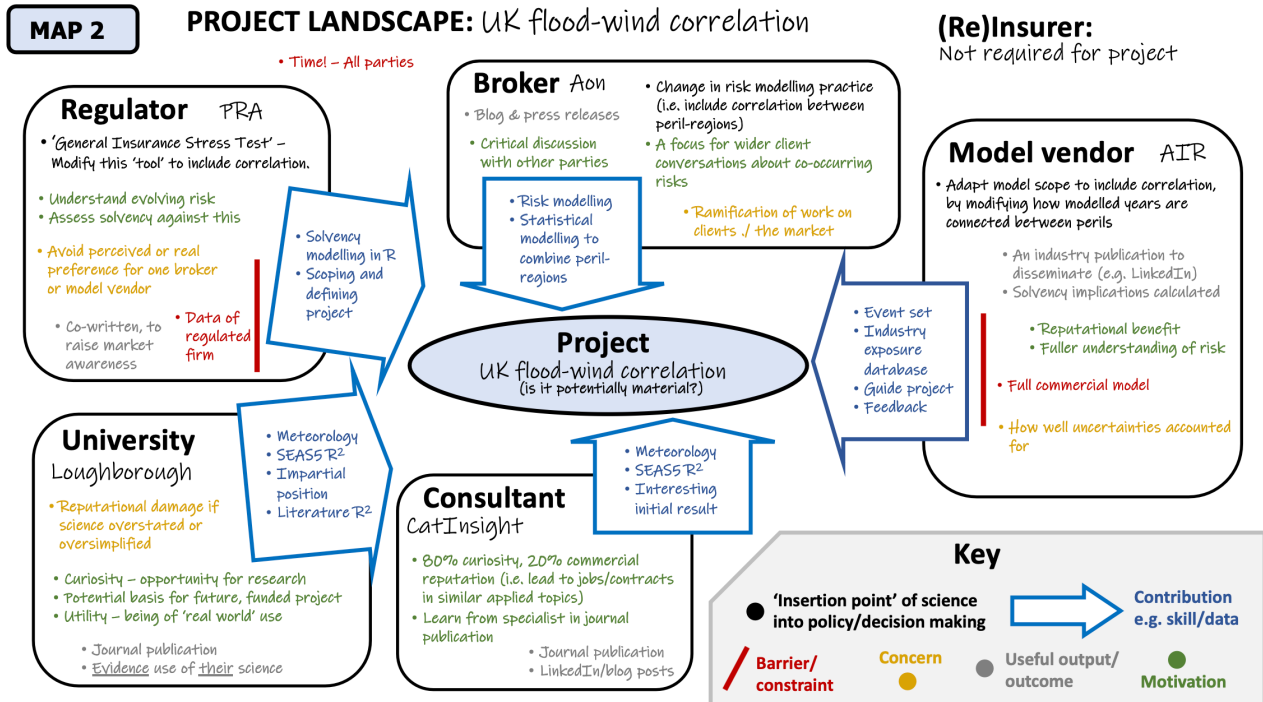 MAP 2
PROJECT LANDSCAPE: UK flood-wind correlation
(Re)Insurer:
Not required for project
• Time! – All parties
Regulator PRA
• 'General Insurance Stress Test' –
Modify this 'tool' to include correlation.
• Understand evolving risk
• Assess solvency against this
• Avoid perceived or real
preference for one broker
or model vendor
• Co-written, to
raise market
awareness
• Data of
regulated
firm
• Solvency
modelling in R
• Scoping and
defining
project
Broker Aon
• Blog & press releases
• Critical discussion
with other parties
• Change in risk modelling practice
(i.e. include correlation between
peril-regions)
• A focus for wider client
conversations about co-occurring
risks
• Ramification of work on
clients ./ the market
• Risk modelling
• Statistical
modelling to
combine peril-
regions
Model vendor AIR
• Adapt model scope to include correlation,
by modifying how modelled years are
connected between perils
• An industry publication to
disseminate (e.g. LinkedIn)
• Solvency implications calculated
• Reputational benefit
• Fuller understanding of risk
• Full commercial model
• How well uncertainties accounted
for
• Event set
• Industry
exposure
database
• Guide project
• Feedback
Project
UK flood-wind correlation
(is it potentially material?)
University
Loughborough
• Reputational damage if
science overstated or
oversimplified
• Curiosity – opportunity for research
• Potential basis for future, funded project
• Utility – being of 'real world' use
• Journal publication
• Evidence use of their science
• Meteorology
• SEAS5 R²
• Impartial
position
• Literature R²
Consultant
CatInsight
• 80% curiosity, 20% commercial
reputation (i.e. lead to jobs/contracts
in similar applied topics)
• Learn from specialist in journal
publication
• Journal publication
• LinkedIn/blog posts
• Meteorology
• SEAS5 R²
• Interesting
initial result
Key
'Insertion point' of science
into policy/decision making
Contribution
e.g. skill/data
Barrier/
constraint
Concern
Useful output/
outcome
Motivation